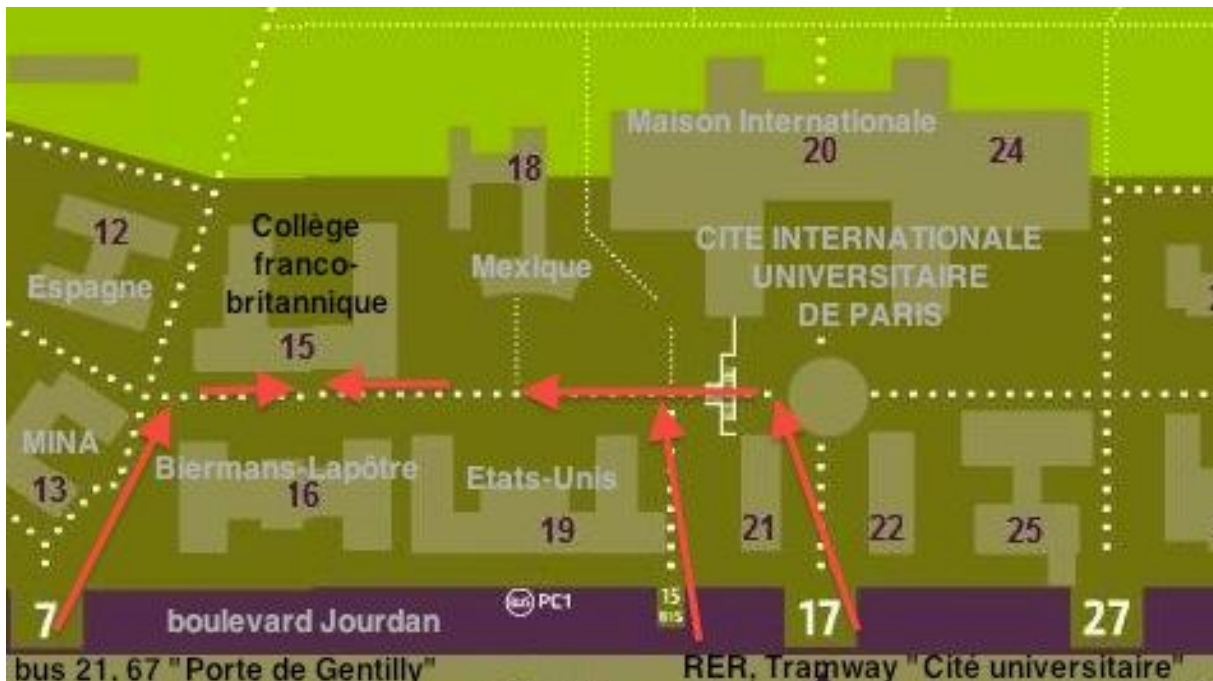 Maison Internationale
20
24
18
12
Collège
franco-
britannique
15
Espagne
Mexique
CITE INTERNATIONALE
UNIVERSITAIRE
DE PARIS
MINA
13
Biermans-Lapôtre
16
Etats-Unis
19
21
22
25
7
boulevard Jourdan
BUS PC1
15
BIS
17
27
bus 21, 67 "Porte de Gentilly"
RER, Tramway "Cité universitaire"